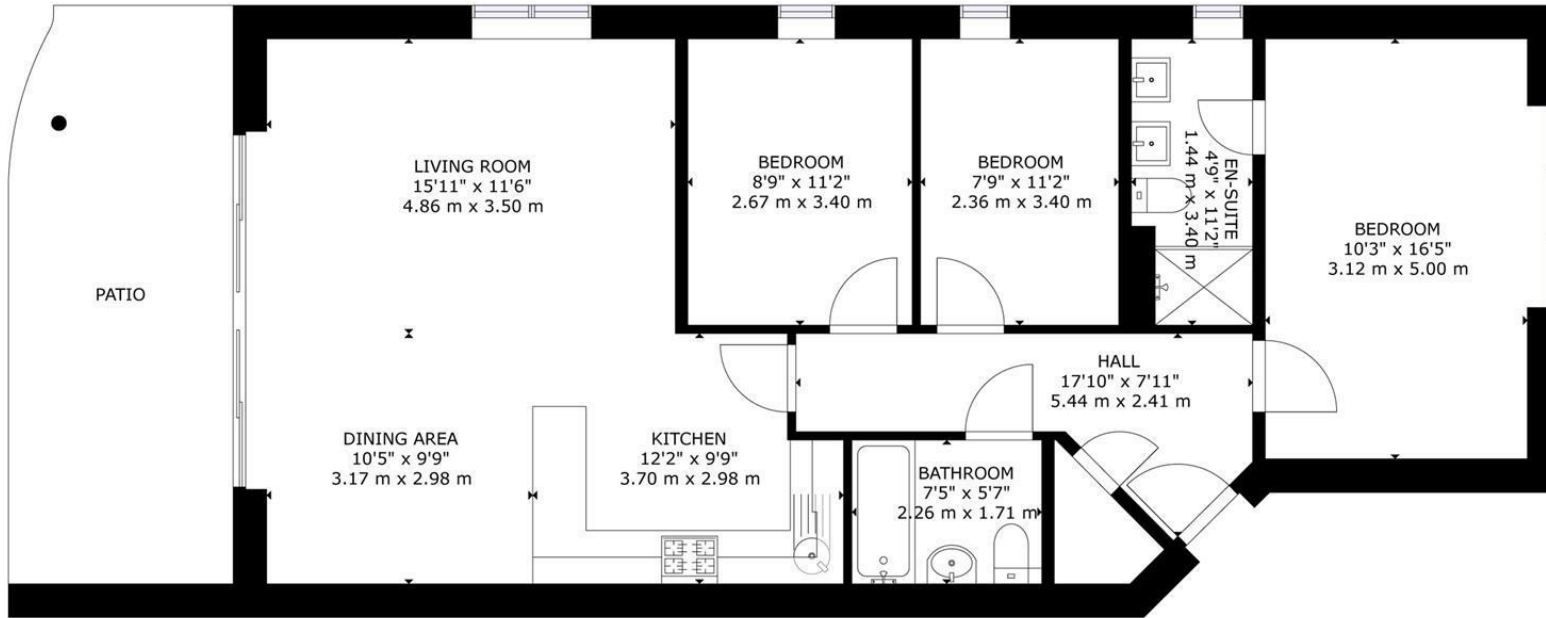 LIVING ROOM
15'11" x 11'6"
4.86 m x 3.50 m
BEDROOM
8'9" x 11'2"
2.67 m x 3.40 m
BEDROOM
7'9" x 11'2"
2.36 m x 3.40 m
EN-SUITE
4'9" x 11'2"
1.44 m x 3.40 m
BEDROOM
10'3" x 16'5"
3.12 m x 5.00 m
PATIO
HALL
17'10" x 7'11"
5.44 m x 2.41 m
DINING AREA
10'5" x 9'9"
3.17 m x 2.98 m
KITCHEN
12'2" x 9'9"
3.70 m x 2.98 m
BATHROOM
7'5" x 5'7"
2.26 m x 1.71 m